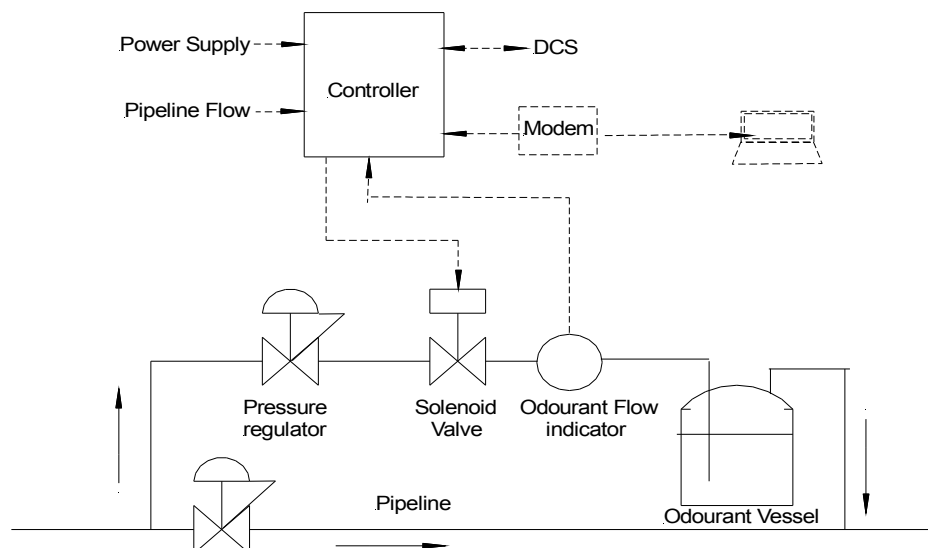 Power Supply
DCS
Controller
Pipeline Flow
Modem
Pressure
regulator
Solenoid
Valve
Odourant Flow
indicator
Pipeline
Odourant Vessel